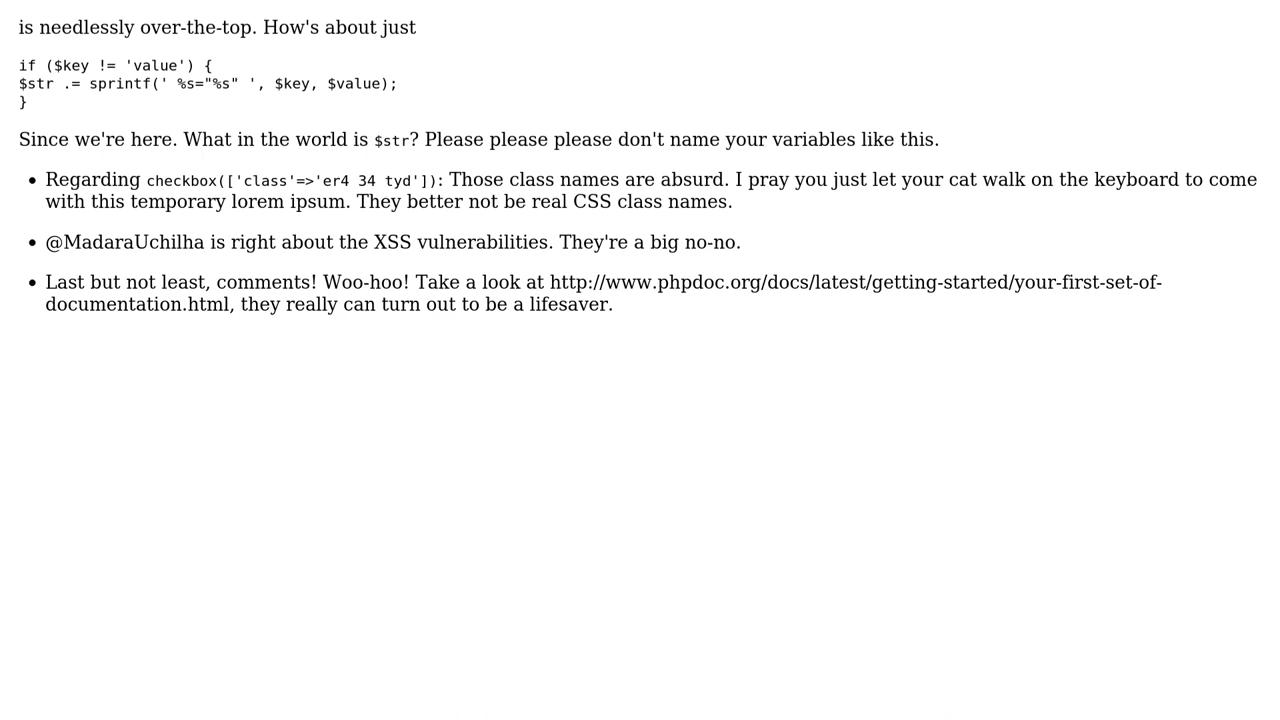 is needlessly over-the-top. How's about just
if ($key != 'value') {
$str .= sprintf(' %s="%s" ', $key, $value);
}
Since we're here. What in the world is $str? Please please please don't name your variables like this.
• Regarding checkbox(['class'=>'er4 34 tyd']): Those class names are absurd. I pray you just let your cat walk on the keyboard to come
with this temporary lorem ipsum. They better not be real CSS class names.
• @MadaraUchilha is right about the XSS vulnerabilities. They're a big no-no.
• Last but not least, comments! Woo-hoo! Take a look at http://www.phpdoc.org/docs/latest/getting-started/your-first-set-of-
documentation.html, they really can turn out to be a lifesaver.